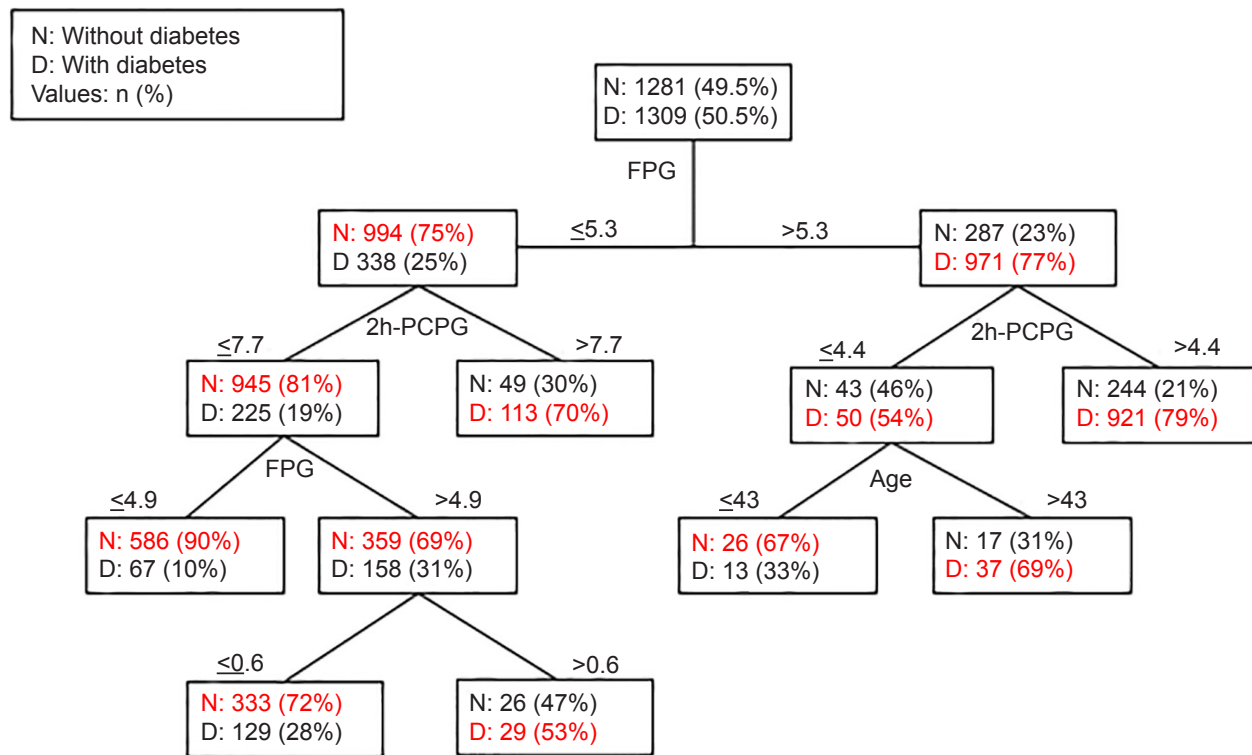 N: Without diabetes
D: With diabetes
Values: n (%)
N: 1281 (49.5%)
D: 1309 (50.5%)
FPG
≤5.3
>5.3
N: 994 (75%)
D 338 (25%)
N: 287 (23%)
D: 971 (77%)
2h-PCPG
2h-PCPG
≤7.7
>7.7
≤4.4
>4.4
N: 945 (81%)
D: 225 (19%)
N: 49 (30%)
D: 113 (70%)
N: 43 (46%)
D: 50 (54%)
N: 244 (21%)
D: 921 (79%)
FPG
Age
≤4.9
>4.9
≤43
>43
N: 586 (90%)
D: 67 (10%)
N: 359 (69%)
D: 158 (31%)
N: 26 (67%)
D: 13 (33%)
N: 17 (31%)
D: 37 (69%)
≤0.6
>0.6
N: 333 (72%)
D: 129 (28%)
N: 26 (47%)
D: 29 (53%)